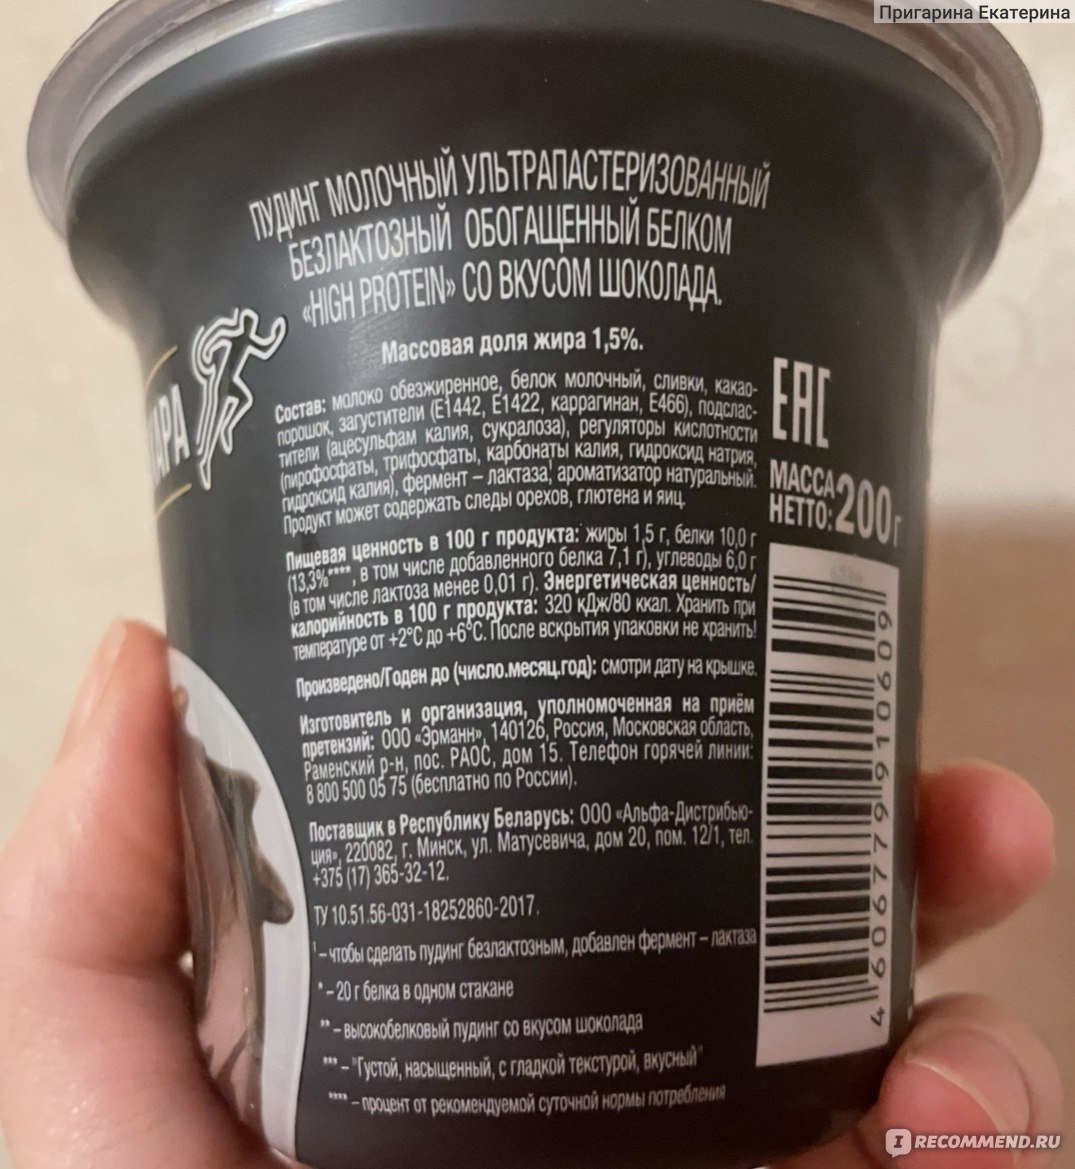 Пригарина Екатерина
ПУДИНГ МОЛОЧНЫЙ УЛЬТРАПАСТЕРИЗОВАННЫЙ
БЕЗЛАКТОЗНЫЙ ОБОГАЩЕННЫЙ БЕЛКОМ
«HIGH PROTEIN» СО ВКУСОМ ШОКОЛАДА.
Массовая доля жира 1,5%.
Состав: молоко обезжиренное, белок молочный, сливки, какао-
порошок, загустители (Е1442, Е1422, каррагинан, Е466), подслас-
тители (ацесульфам калия, сукралоза), регуляторы кислотности
(пирофосфаты, трифосфаты, карбонаты калия, гидроксид натрия,
гидроксид калия), фермент – лактаза¹, ароматизатор натуральный.
Продукт может содержать следы орехов, глютена и яиц.
Пищевая ценность в 100 г продукта: жиры 1,5 г, белки 10,0 г
(13,3%****, в том числе добавленного белка 7,1 г), углеводы 6,0 г
(в том числе лактоза менее 0,01 г). Энергетическая ценность/
калорийность в 100 г продукта: 320 кДж/80 ккал. Хранить при
температуре от +2°С до +6°С. После вскрытия упаковки не хранить!
Произведено/Годен до (число.месяц.год): смотри дату на крышке.
Изготовитель и организация, уполномоченная на приём
претензий: ООО «Эрманн», 140126, Россия, Московская область,
Раменский р-н, пос. РАОС, дом 15. Телефон горячей линии:
8 800 500 05 75 (бесплатно по России).
Поставщик в Республику Беларусь: ООО «Альфа-Дистрибью-
ция», 220082, г. Минск, ул. Матусевича, дом 20, пом. 12/1, тел.
+375 (17) 365-32-12.
ТУ 10.51.56-031-18252860-2017.
¹ – чтобы сделать пудинг безлактозным, добавлен фермент – лактаза
* – 20 г белка в одном стакане
** – высокобелковый пудинг со вкусом шоколада
*** – "Густой, насыщенный, с гладкой текстурой, вкусный"
**** – процент от рекомендуемой суточной нормы потребления
ЕАС
МАССА
НЕТТО: 200 г
4 606779 910609
IRECOMMEND.RU